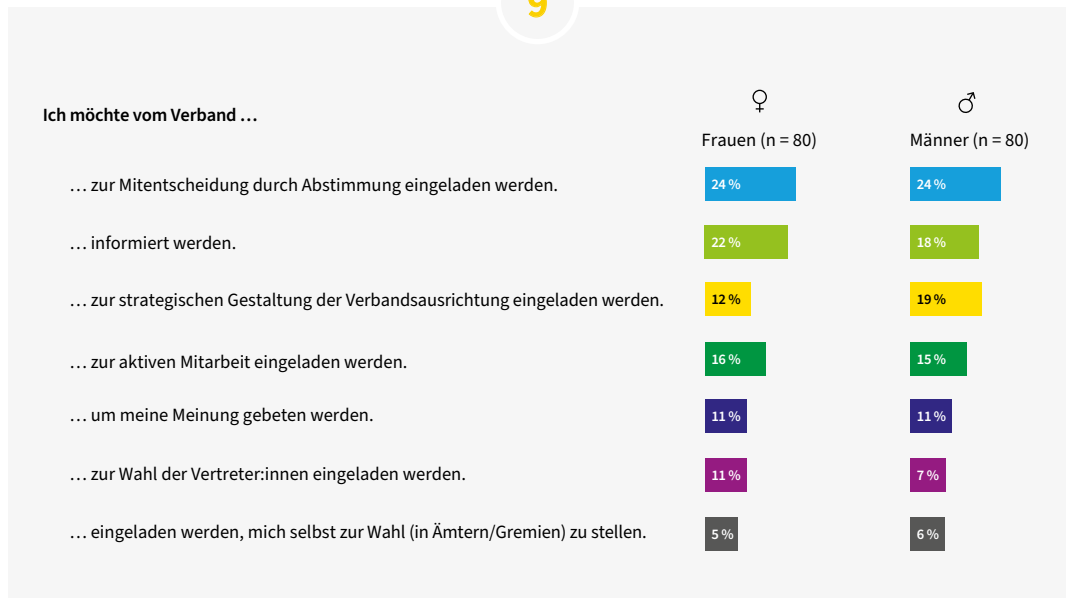 9
Ich möchte vom Verband …
Frauen (n = 80)
Männer (n = 80)
… zur Mitentscheidung durch Abstimmung eingeladen werden.
24 %
24 %
… informiert werden.
22 %
18 %
… zur strategischen Gestaltung der Verbandsausrichtung eingeladen werden.
12 %
19 %
… zur aktiven Mitarbeit eingeladen werden.
16 %
15 %
… um meine Meinung gebeten werden.
11 %
11 %
… zur Wahl der Vertreter:innen eingeladen werden.
11 %
7 %
… eingeladen werden, mich selbst zur Wahl (in Ämtern/Gremien) zu stellen.
5 %
6 %